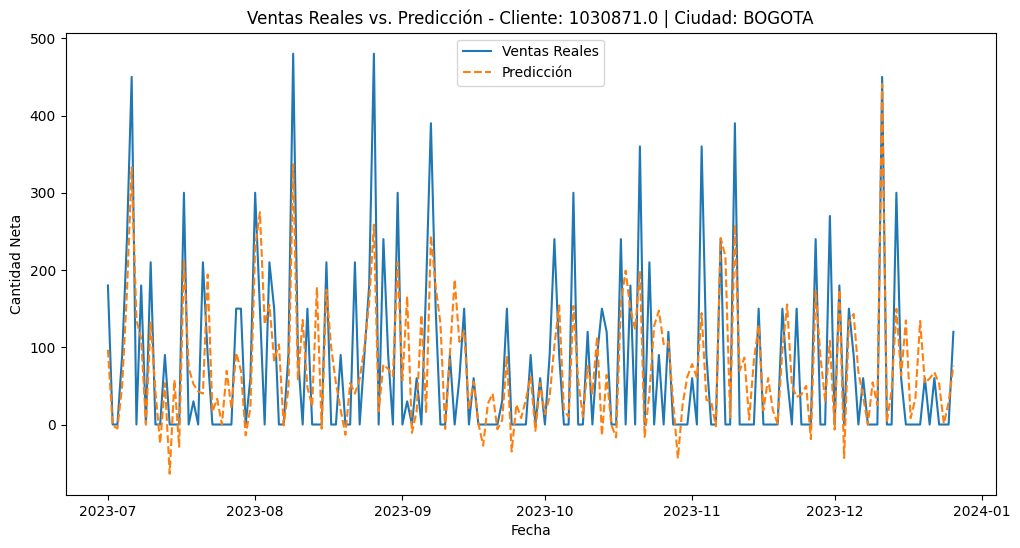 Ventas Reales vs. Predicción - Cliente: 1030871.0 | Ciudad: BOGOTA
Ventas Reales
Predicción
Cantidad Neta
500
400
300
200
100
0
2023-07
2023-08
2023-09
2023-10
2023-11
2023-12
2024-01
Fecha